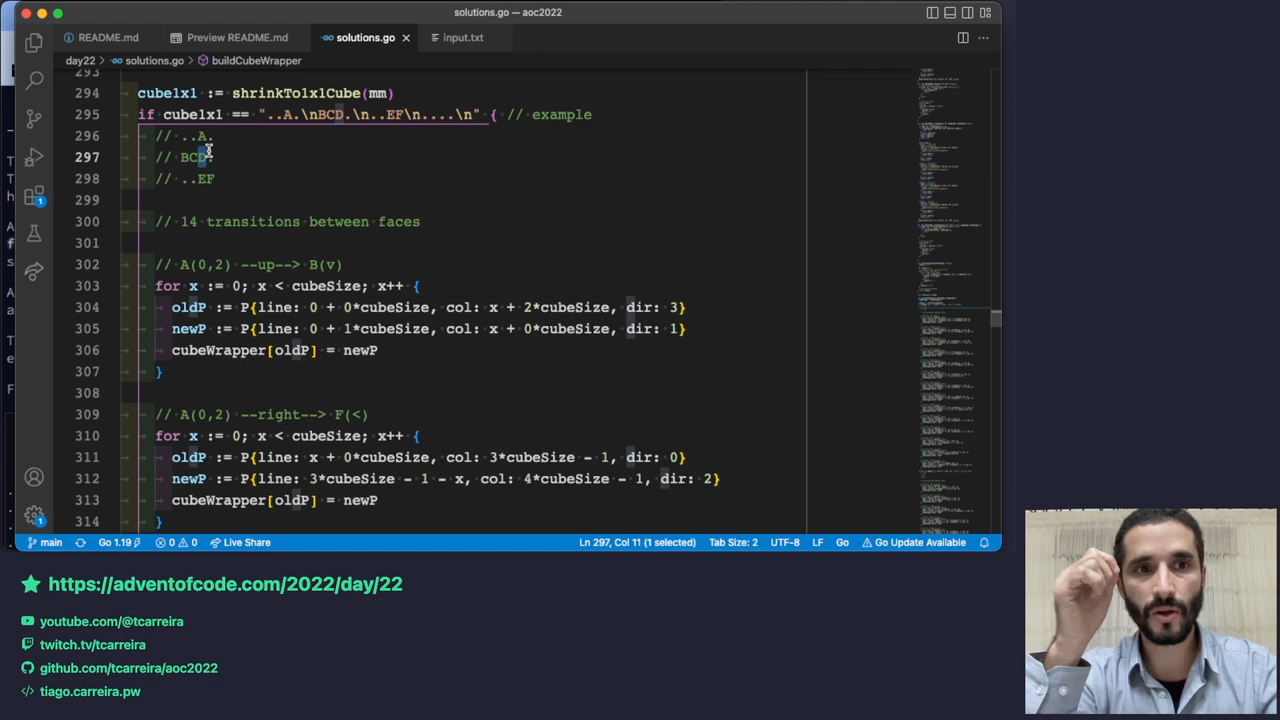 solutions.go — aoc2022
README.md
Preview README.md
solutions.go
input.txt
day22 > solutions.go > buildCubeWrapper
293
294 cube1x1 := shrinkTo1x1Cube(mm)
295 if cube1x1 == "..A.\nBCD.\n..EF\n....\n" { // example
296 // ..A.
297 // BCD.
298 // ..EF
299
300 // 14 transitions between faces
301
302 // A(0,2) --up--> B(v)
303 for x := 0; x < cubeSize; x++ {
304 oldP := P{line: 0 + 0*cubeSize, col: x + 2*cubeSize, dir: 3}
305 newP := P{line: 0 + 1*cubeSize, col: x + 0*cubeSize, dir: 1}
306 cubeWrapper[oldP] = newP
307 }
308
309 // A(0,2) --right--> F(<)
310 for x := 0; x < cubeSize; x++ {
311 oldP := P{line: x + 0*cubeSize, col: 3*cubeSize - 1, dir: 0}
312 newP := P{line: 3*cubeSize - 1 - x, col: 4*cubeSize - 1, dir: 2}
313 cubeWrapper[oldP] = newP
314 }
main Go 1.19 0 0 Live Share Ln 297, Col 11 (1 selected) Tab Size: 2 UTF-8 LF Go Go Update Available
https://adventofcode.com/2022/day/22
youtube.com/@tcarreira
twitch.tv/tcarreira
github.com/tcarreira/aoc2022
tiago.carreira.pw